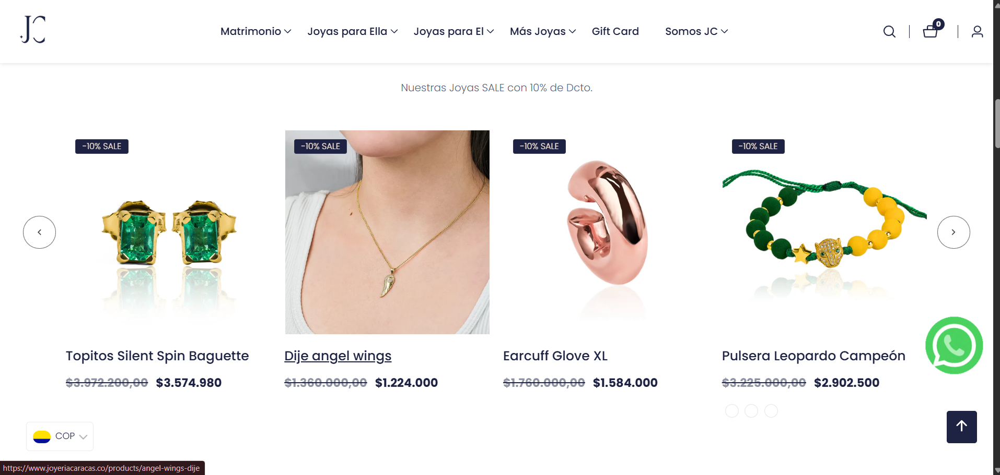 JC
Matrimonio Joyas para Ella Joyas para El Más Joyas Gift Card Somos JC 0
Nuestras Joyas SALE con 10% de Dcto.
-10% SALE -10% SALE -10% SALE -10% SALE
Topitos Silent Spin Baguette Dije angel wings Earcuff Glove XL Pulsera Leopardo Campeón
$3.972.200,00 $3.574.980 $1.360.000,00 $1.224.000 $1.760.000,00 $1.584.000 $3.225.000,00 $2.902.500
COP
https://www.joyeriacaracas.co/products/angel-wings-dije